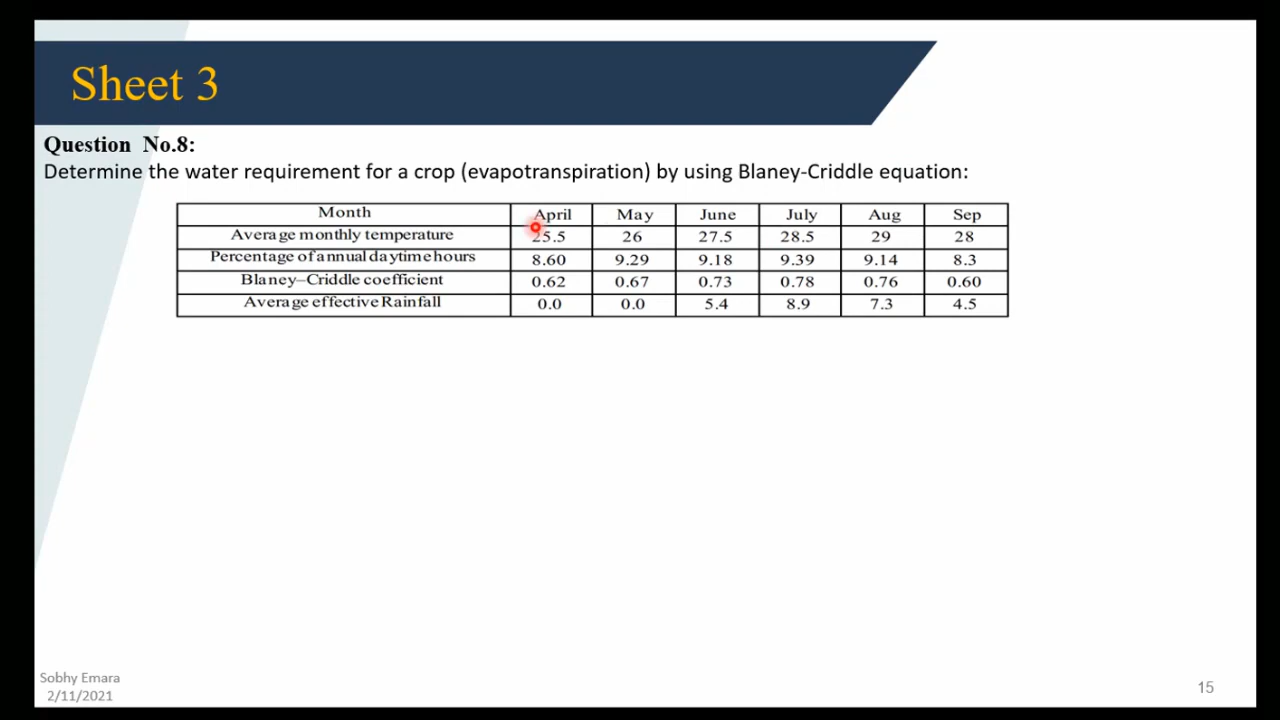 Sheet 3
Question No.8:
Determine the water requirement for a crop (evapotranspiration) by using Blaney-Criddle equation:
Month April May June July Aug Sep
Average monthly temperature 25.5 26 27.5 28.5 29 28
Percentage of annual daytime hours 8.60 9.29 9.18 9.39 9.14 8.3
Blaney–Criddle coefficient 0.62 0.67 0.73 0.78 0.76 0.60
Average effective Rainfall 0.0 0.0 5.4 8.9 7.3 4.5
Sobhy Emara
2/11/2021
15